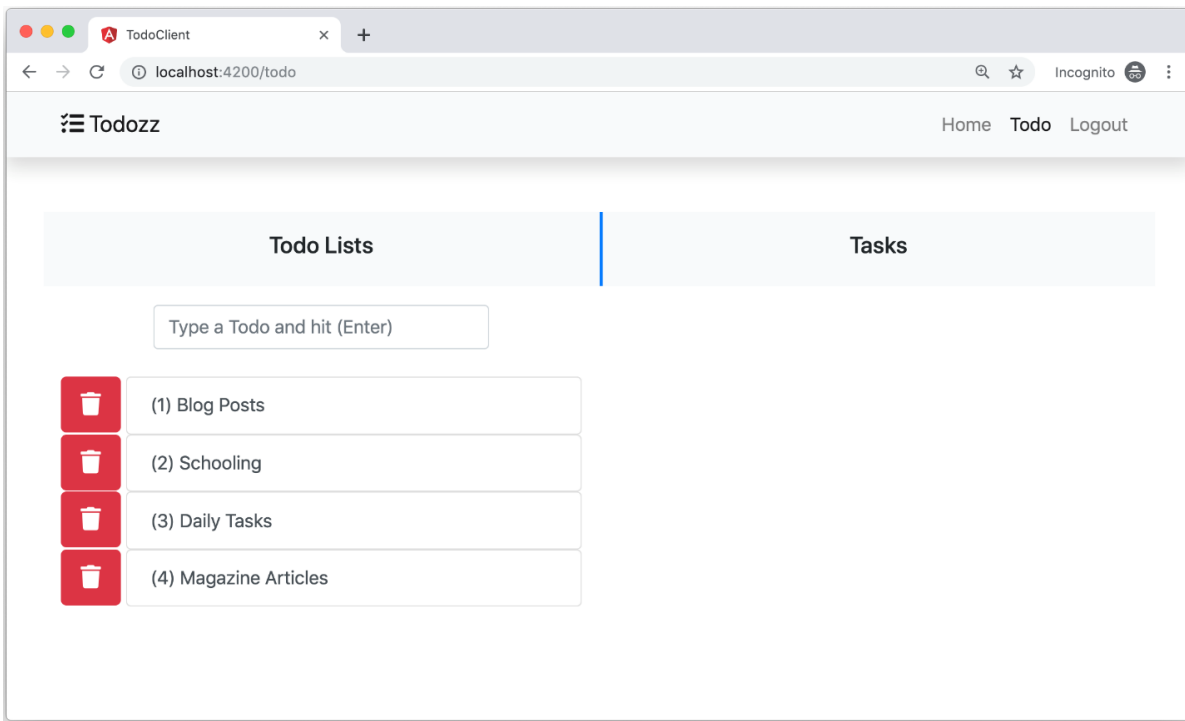 TodoClient
localhost:4200/todo
Incognito
Todozz
Home Todo Logout
Todo Lists
Tasks
Type a Todo and hit (Enter)
(1) Blog Posts
(2) Schooling
(3) Daily Tasks
(4) Magazine Articles